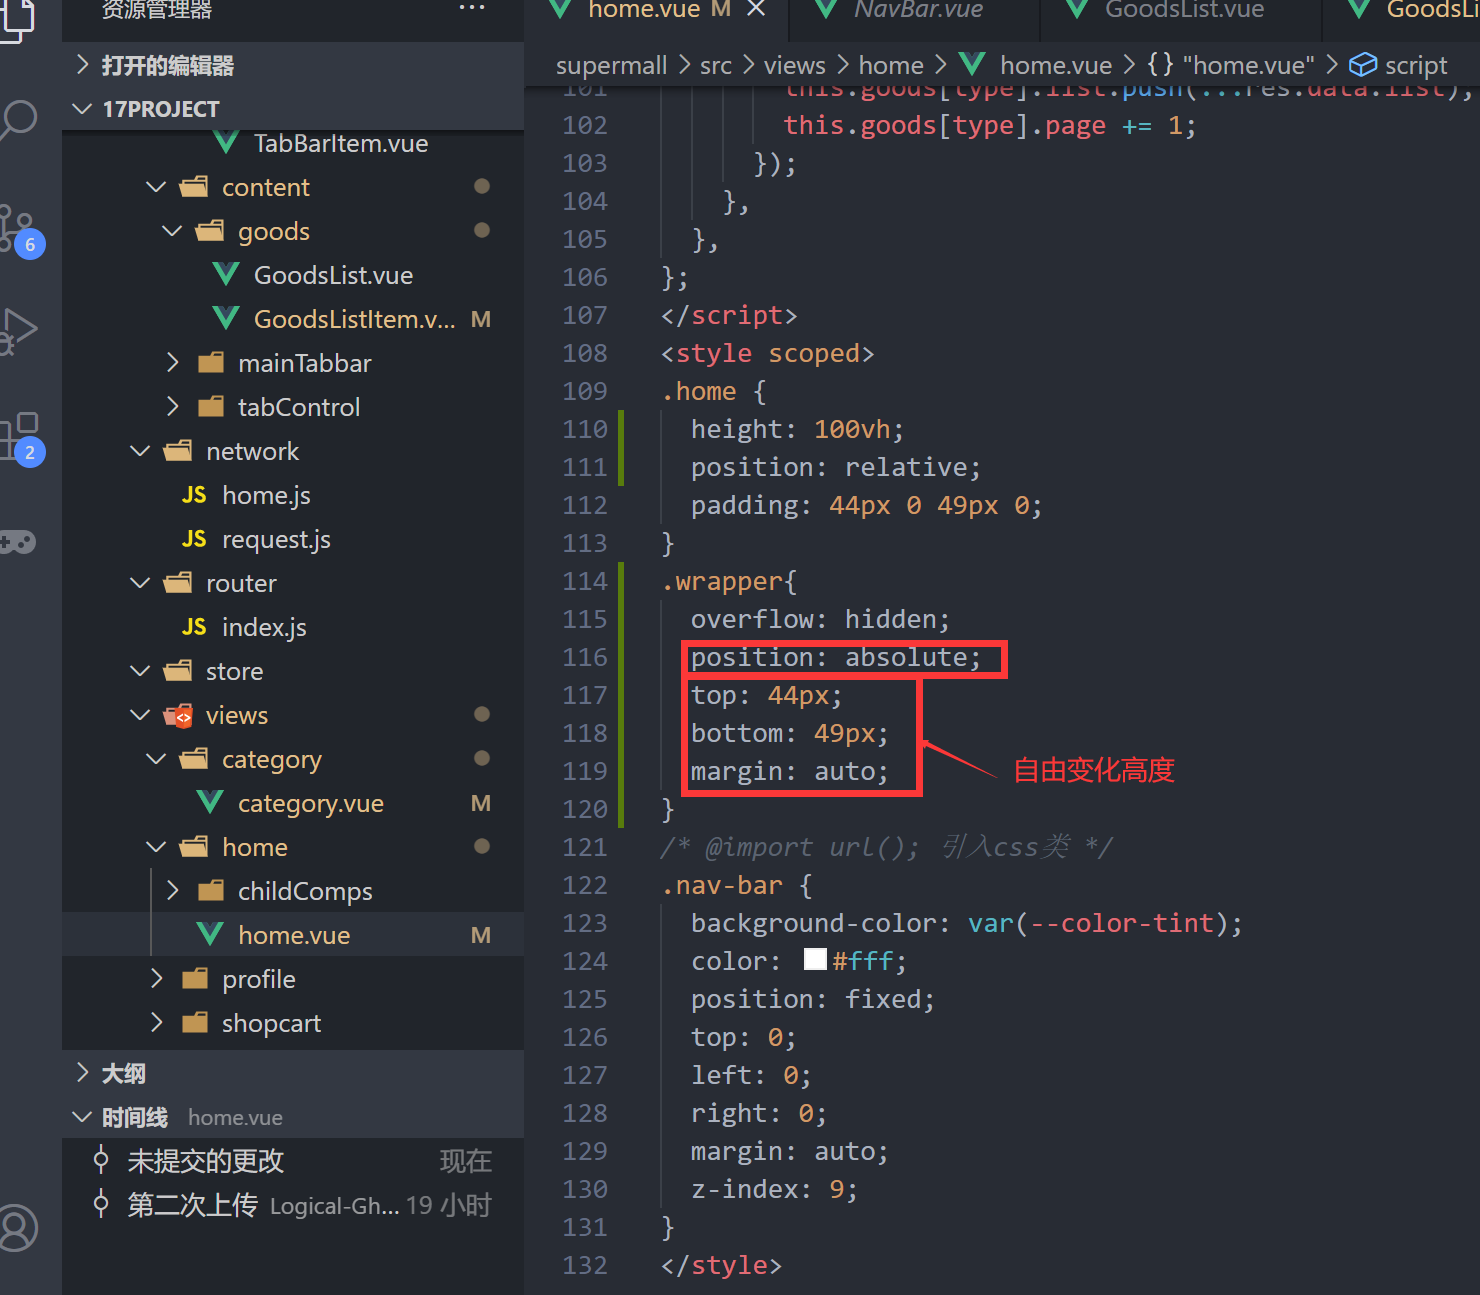 资源管理器
···
打开的编辑器
17PROJECT
TabBarItem.vue
content
goods
GoodsList.vue
GoodsListItem.v... M
mainTabbar
tabControl
network
JS home.js
JS request.js
router
JS index.js
store
views
category
category.vue M
home
childComps
home.vue M
profile
shopcart
大纲
时间线 home.vue
未提交的更改 现在
第二次上传 Logical-Gh... 19 小时
6
2
home.vue M
NavBar.vue
GoodsList.vue
GoodsLi
supermall > src > views > home > home.vue > {} "home.vue" > script
101 this.goods[type].list.push(...res.data.list);
102 this.goods[type].page += 1;
103 });
104 },
105 },
106 };
107 </script>
108 <style scoped>
109 .home {
110 height: 100vh;
111 position: relative;
112 padding: 44px 0 49px 0;
113 }
114 .wrapper{
115 overflow: hidden;
116 position: absolute;
117 top: 44px;
118 bottom: 49px;
119 margin: auto;
自由变化高度
120 }
121 /* @import url(); 引入css类 */
122 .nav-bar {
123 background-color: var(--color-tint);
124 color: #fff;
125 position: fixed;
126 top: 0;
127 left: 0;
128 right: 0;
129 margin: auto;
130 z-index: 9;
131 }
132 </style>